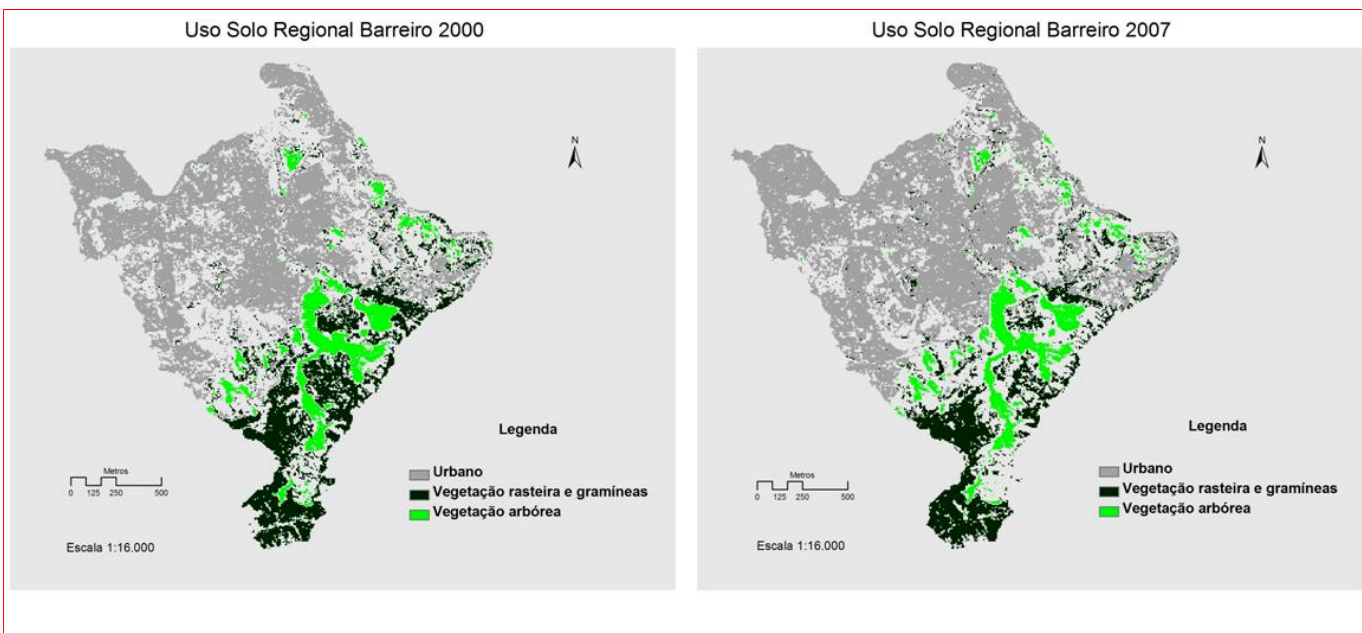 Uso Solo Regional Barreiro 2000
N
Legenda
Metros
0 125 250 500
Urbano
Vegetação rasteira e gramíneas
Vegetação arbórea
Escala 1:16.000
Uso Solo Regional Barreiro 2007
N
Legenda
Metros
0 125 250 500
Urbano
Vegetação rasteira e gramíneas
Vegetação arbórea
Escala 1:16.000